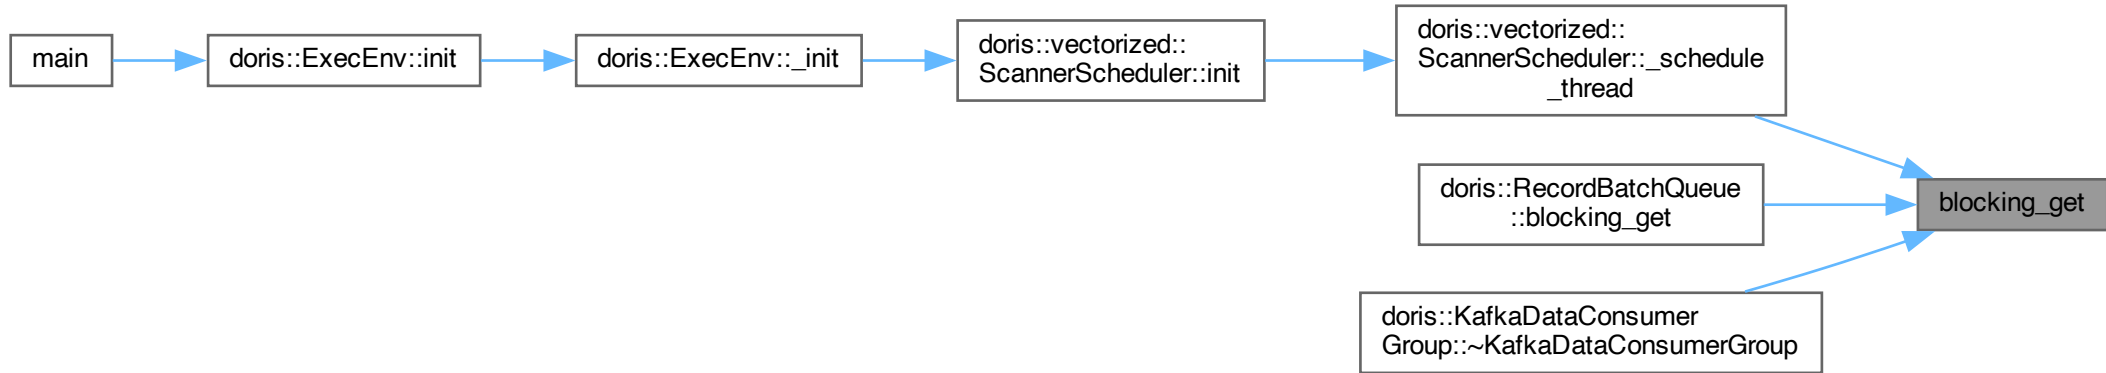 main
doris::ExecEnv::init
doris::ExecEnv::_init
doris::vectorized::
ScannerScheduler::init
doris::vectorized::
ScannerScheduler::_schedule
_thread
doris::RecordBatchQueue
::blocking_get
doris::KafkaDataConsumer
Group::~KafkaDataConsumerGroup
blocking_get